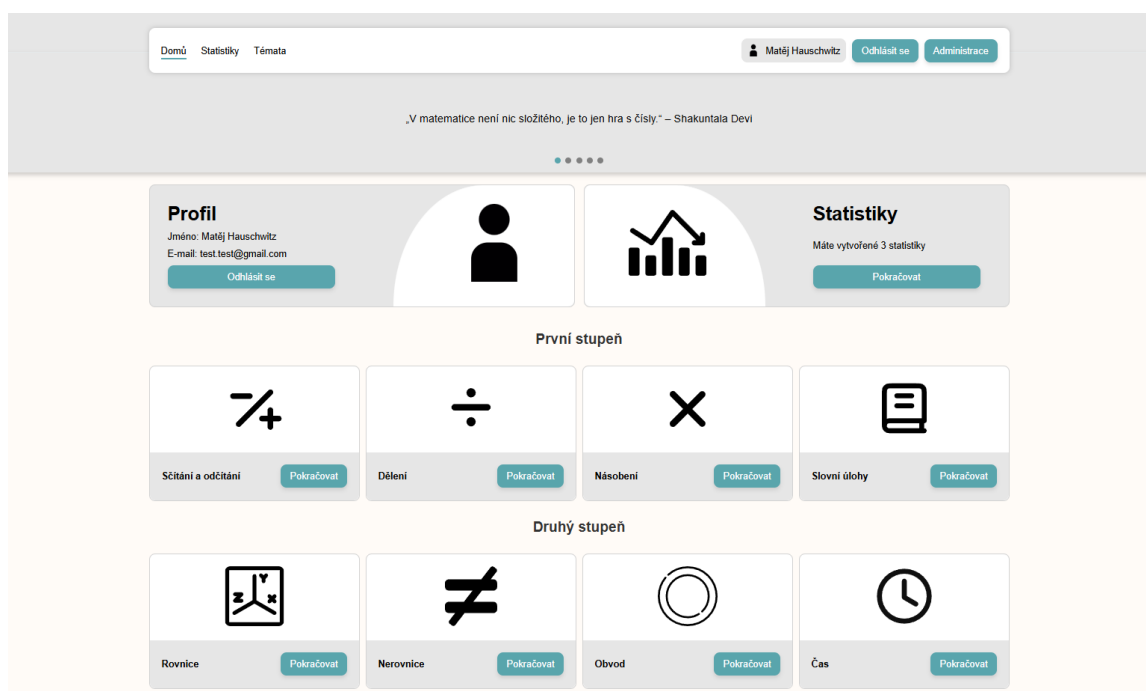 Domů Statistiky Témata Matěj Hauschwitz Odhlásit se Administrace
„V matematice není nic složitého, je to jen hra s čísly.“ – Shakuntala Devi
Profil
Jméno: Matěj Hauschwitz
E-mail: test.test@gmail.com
Odhlásit se
Statistiky
Máte vytvořené 3 statistiky
Pokračovat
První stupeň
Sčítání a odčítání Pokračovat Dělení Pokračovat Násobení Pokračovat Slovní úlohy Pokračovat
Druhý stupeň
Z Y X
Rovnice Pokračovat Nerovnice Pokračovat Obvod Pokračovat Čas Pokračovat